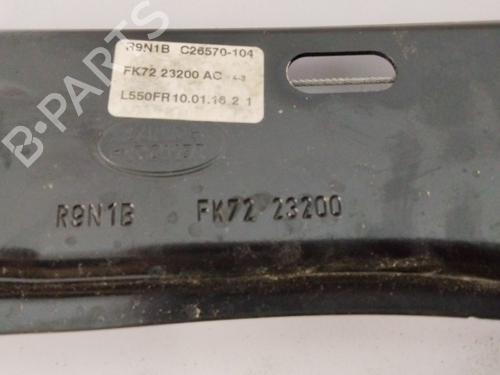 R9N1B C26570-104
FK72 23200 AC
L550FR10.01.16 2 1
R9N1B FK72 23200
B-PARTS